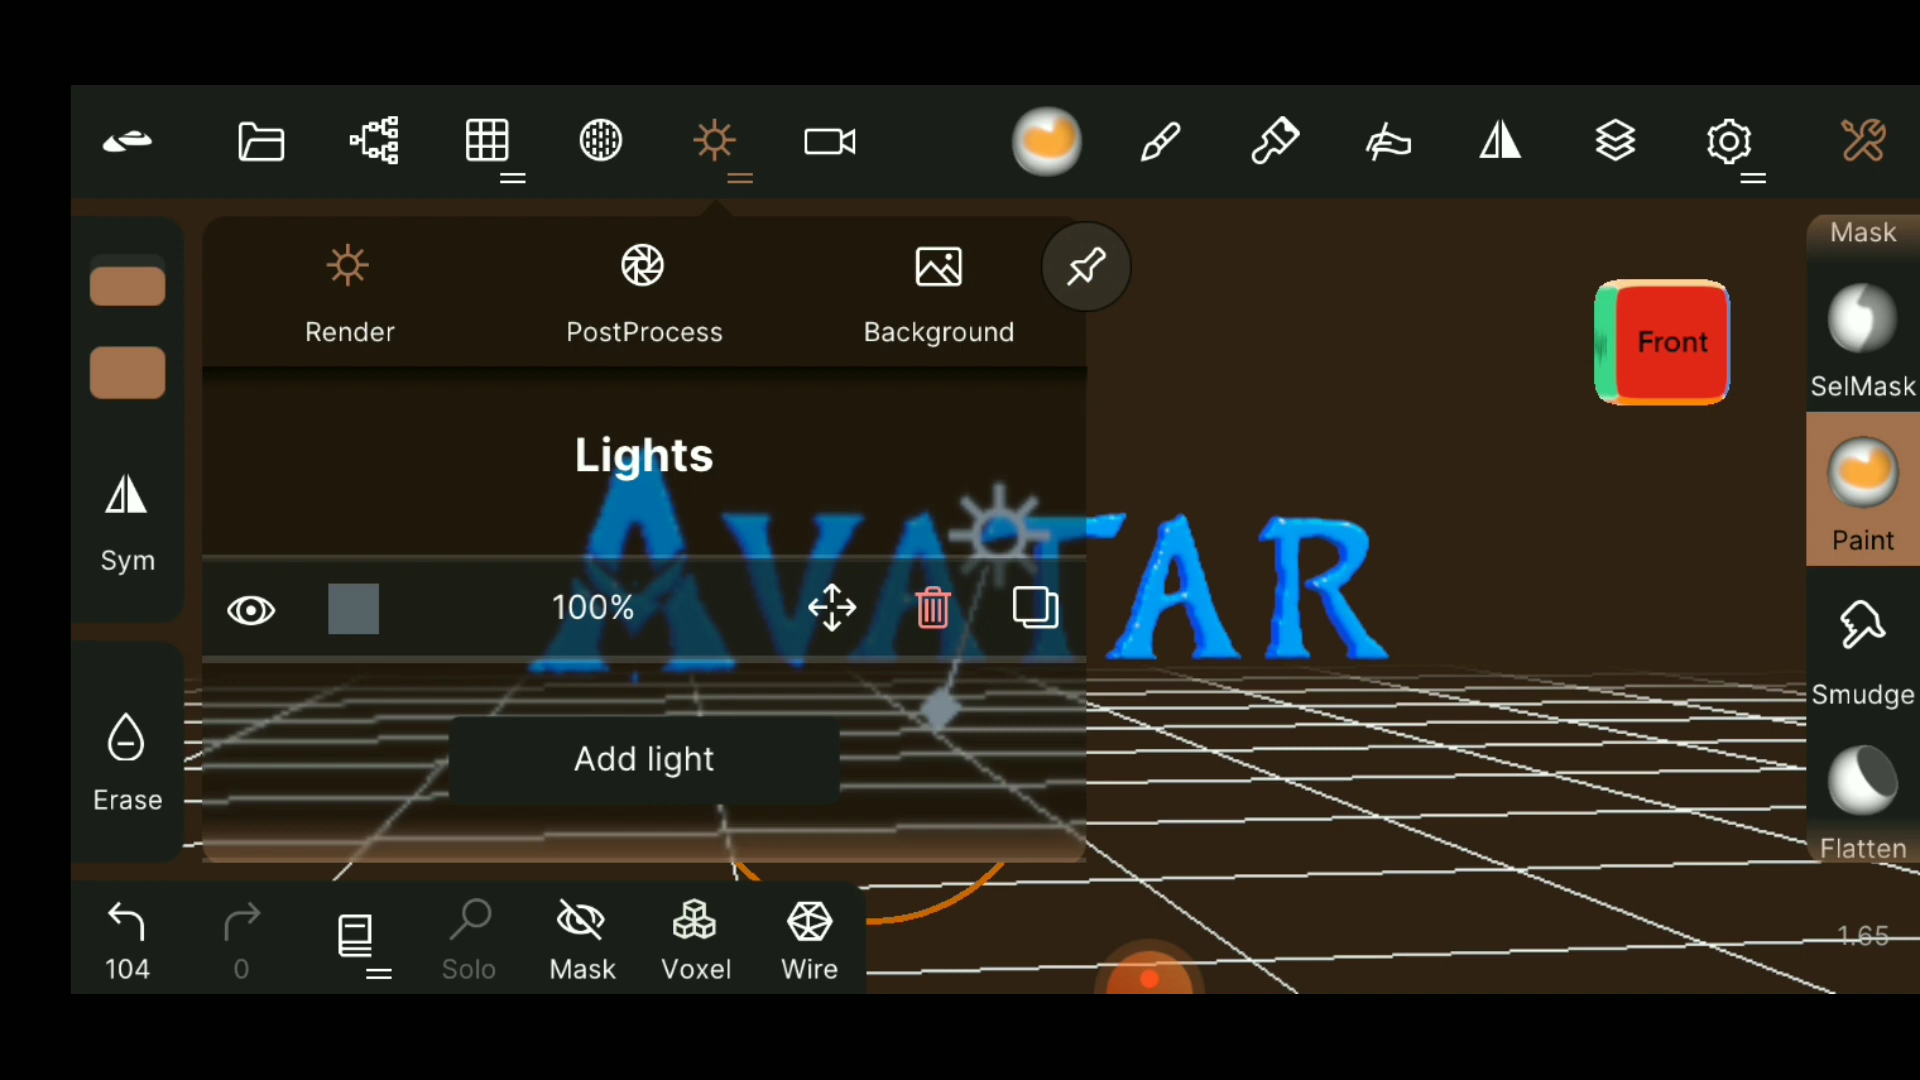 Render
PostProcess
Background
Mask
Front
SelMask
Lights
AVATAR
Paint
Sym
100%
Smudge
Add light
Erase
Flatten
1.65
104
0
Solo
Mask
Voxel
Wire